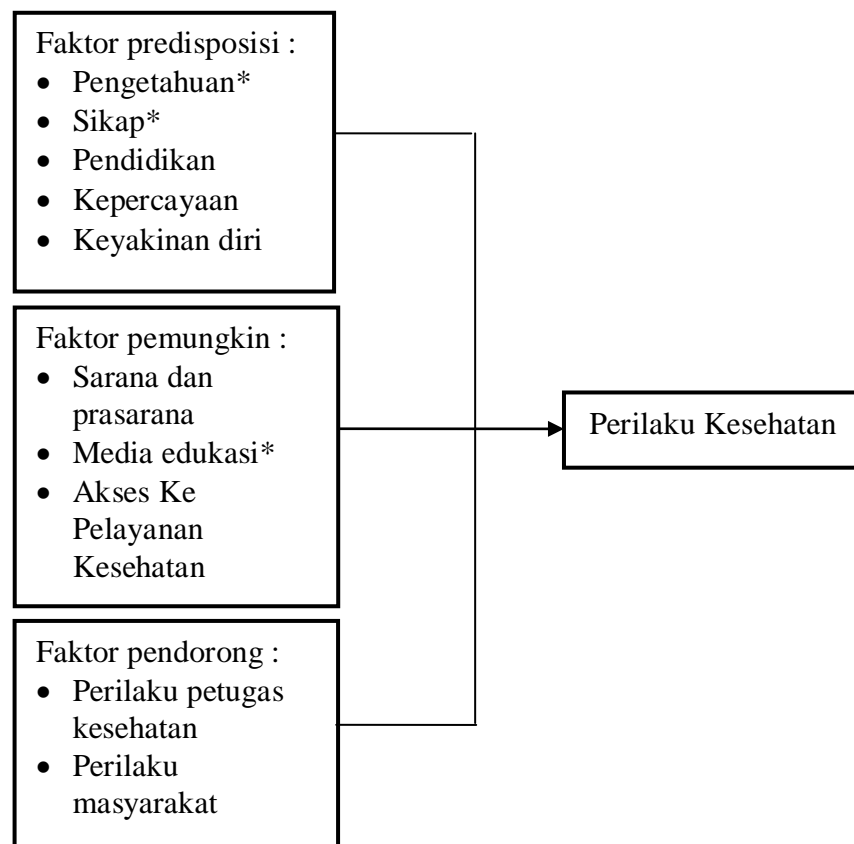 Faktor predisposisi :
• Pengetahuan*
• Sikap*
• Pendidikan
• Kepercayaan
• Keyakinan diri
Faktor pemungkin :
• Sarana dan
prasarana
• Media edukasi*
• Akses Ke
Pelayanan
Kesehatan
Perilaku Kesehatan
Faktor pendorong :
• Perilaku petugas
kesehatan
• Perilaku
masyarakat